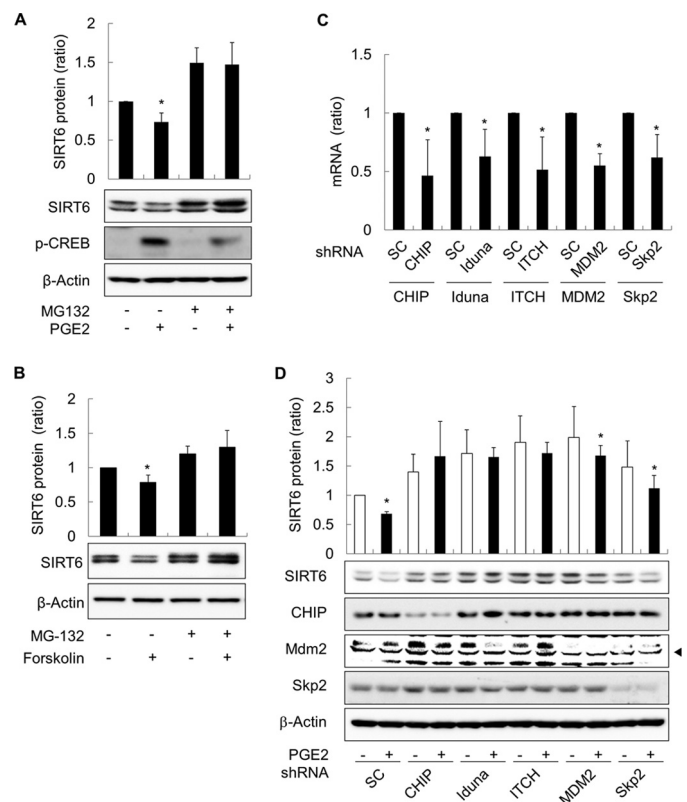 A
SIRT6 protein (ratio)
2
1.5
1
0.5
0
*
SIRT6
p-CREB
β-Actin
MG132 - - + +
PGE2 - + - +
B
SIRT6 protein (ratio)
2
1.5
1
0.5
0
*
SIRT6
β-Actin
MG-132 - - + +
Forskolin - + - +
C
mRNA (ratio)
1.5
1
0.5
0
* * * * *
shRNA SC CHIP SC Iduna SC ITCH SC MDM2 SC Skp2
CHIP Iduna ITCH MDM2 Skp2
D
SIRT6 protein (ratio)
3
2.5
2
1.5
1
0.5
0
* * *
SIRT6
CHIP
Mdm2
Skp2
β-Actin
PGE2 - + - + - + - + - + - +
shRNA SC CHIP Iduna ITCH MDM2 Skp2